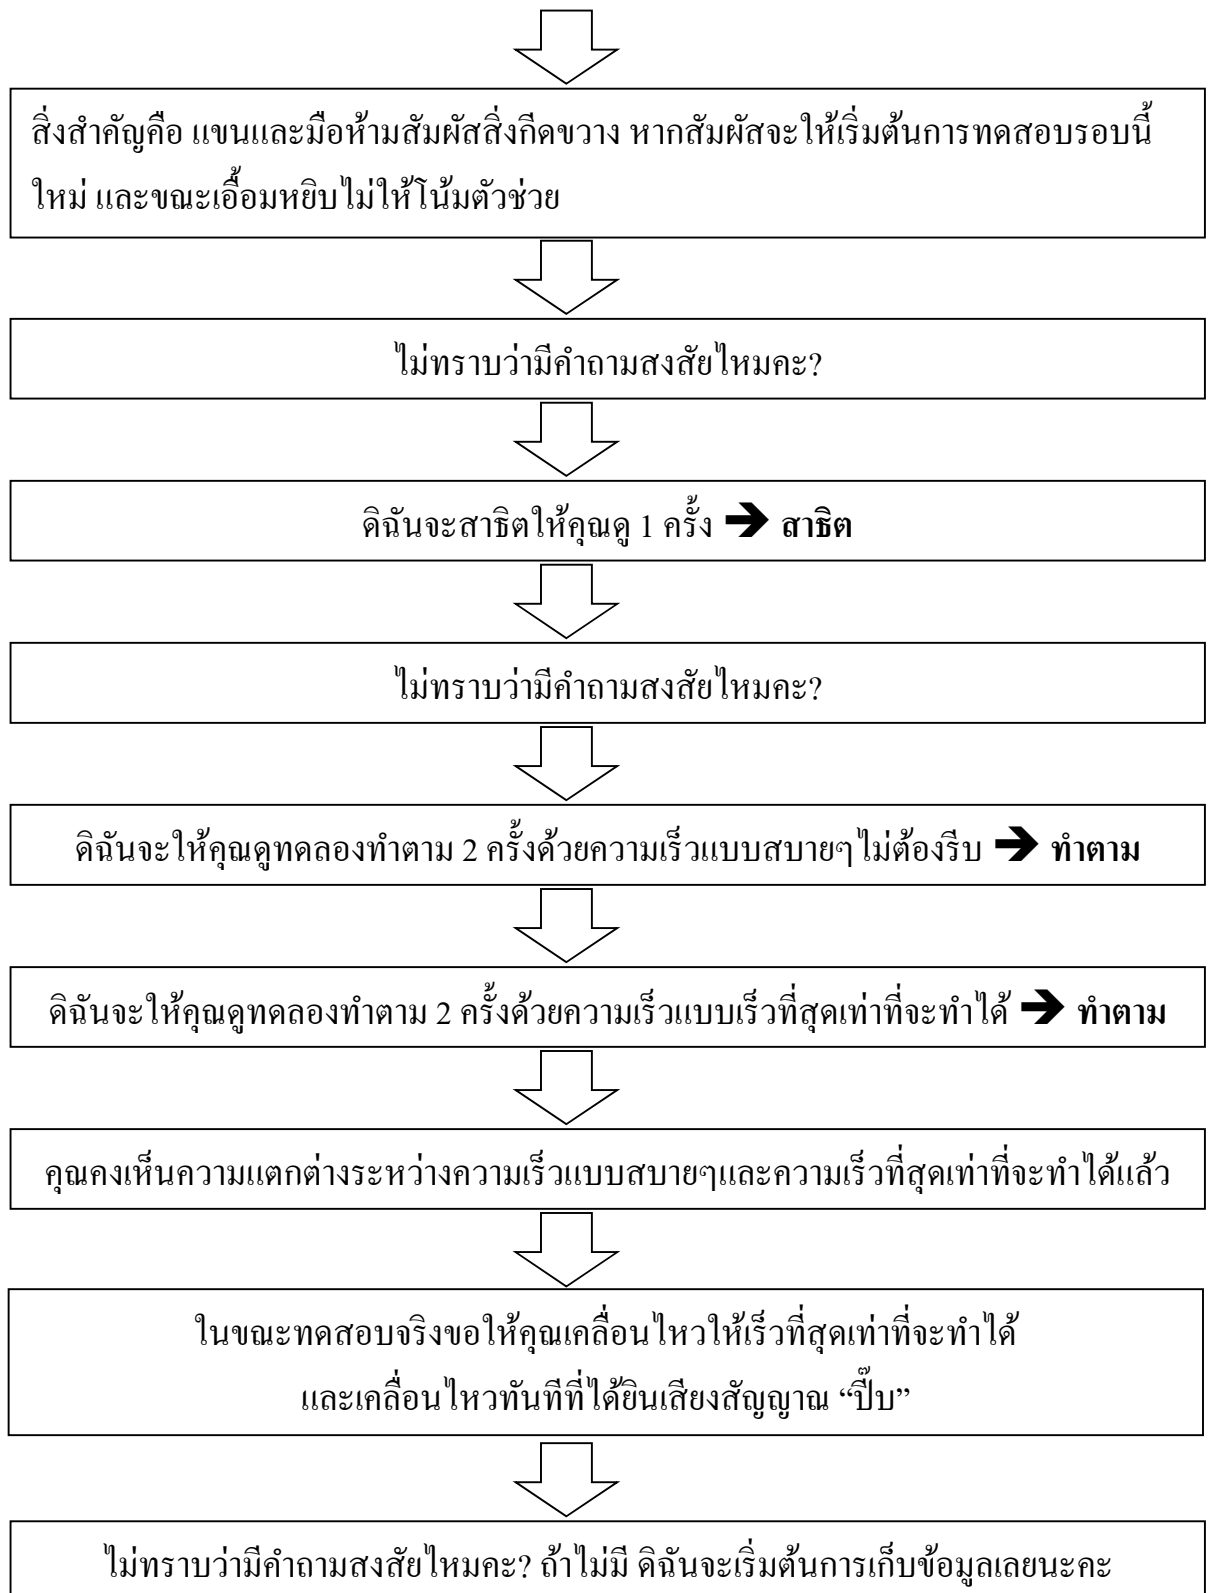 สิ่งสำคัญคือ แขนและมือห้ามสัมผัสสิ่งกีดขวาง หากสัมผัสจะให้เริ่มต้นการทดสอบรอบนี้
ใหม่ และขณะเอื้อมหยิบไม่ให้โน้มตัวช่วย
ไม่ทราบว่ามีคำถามสงสัยไหมคะ?
ดิฉันจะสาธิตให้คุณดู 1 ครั้ง ➔ สาธิต
ไม่ทราบว่ามีคำถามสงสัยไหมคะ?
ดิฉันจะให้คุณดูทดลองทำตาม 2 ครั้งด้วยความเร็วแบบสบายๆไม่ต้องรีบ ➔ ทำตาม
ดิฉันจะให้คุณดูทดลองทำตาม 2 ครั้งด้วยความเร็วแบบเร็วที่สุดเท่าที่จะทำได้ ➔ ทำตาม
คุณคงเห็นความแตกต่างระหว่างความเร็วแบบสบายๆและความเร็วที่สุดเท่าที่จะทำได้แล้ว
ในขณะทดสอบจริงขอให้คุณเคลื่อนไหวให้เร็วที่สุดเท่าที่จะทำได้
และเคลื่อนไหวทันทีที่ได้ยินเสียงสัญญาณ “ปี๊บ”
ไม่ทราบว่ามีคำถามสงสัยไหมคะ? ถ้าไม่มี ดิฉันจะเริ่มต้นการเก็บข้อมูลเลยนะคะ